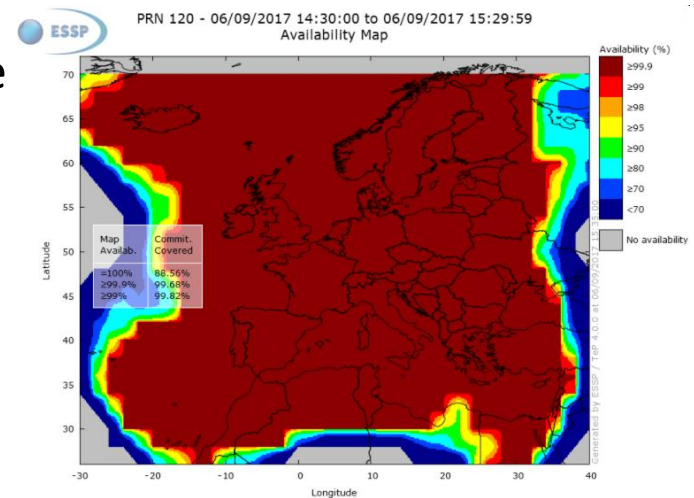 e
ESSP
PRN 120 - 06/09/2017 14:30:00 to 06/09/2017 15:29:59
Availability Map
Availability (%)
≥99.9
≥99
≥98
≥95
≥90
≥80
≥70
<70
No availability
Latitude
70
65
60
55
50
45
40
35
30
Map Availab. Commit. Covered
=100% 88.56%
≥99.9% 99.68%
≥99% 99.82%
-30 -20 -10 0 10 20 30 40
Longitude
Generated by ESSP / TeP 4.0.0 at 06/09/2017 15:35:00